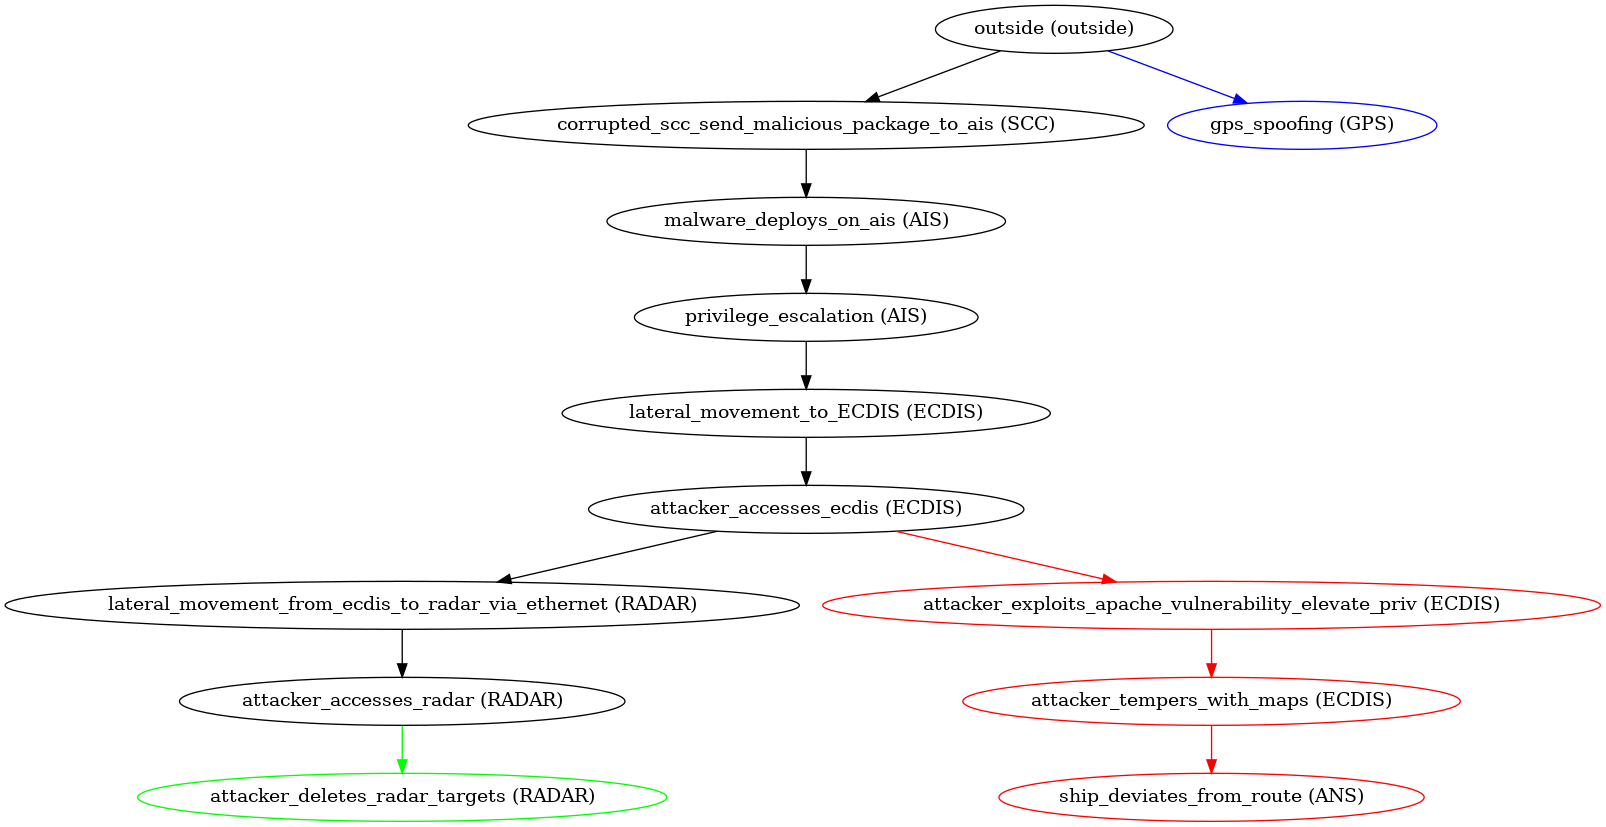 outside (outside)
corrupted_scc_send_malicious_package_to_ais (SCC)
gps_spoofing (GPS)
malware_deploys_on_ais (AIS)
privilege_escalation (AIS)
lateral_movement_to_ECDIS (ECDIS)
attacker_accesses_ecdis (ECDIS)
lateral_movement_from_ecdis_to_radar_via_ethernet (RADAR)
attacker_exploits_apache_vulnerability_elevate_priv (ECDIS)
attacker_accesses_radar (RADAR)
attacker_tempers_with_maps (ECDIS)
attacker_deletes_radar_targets (RADAR)
ship_deviates_from_route (ANS)